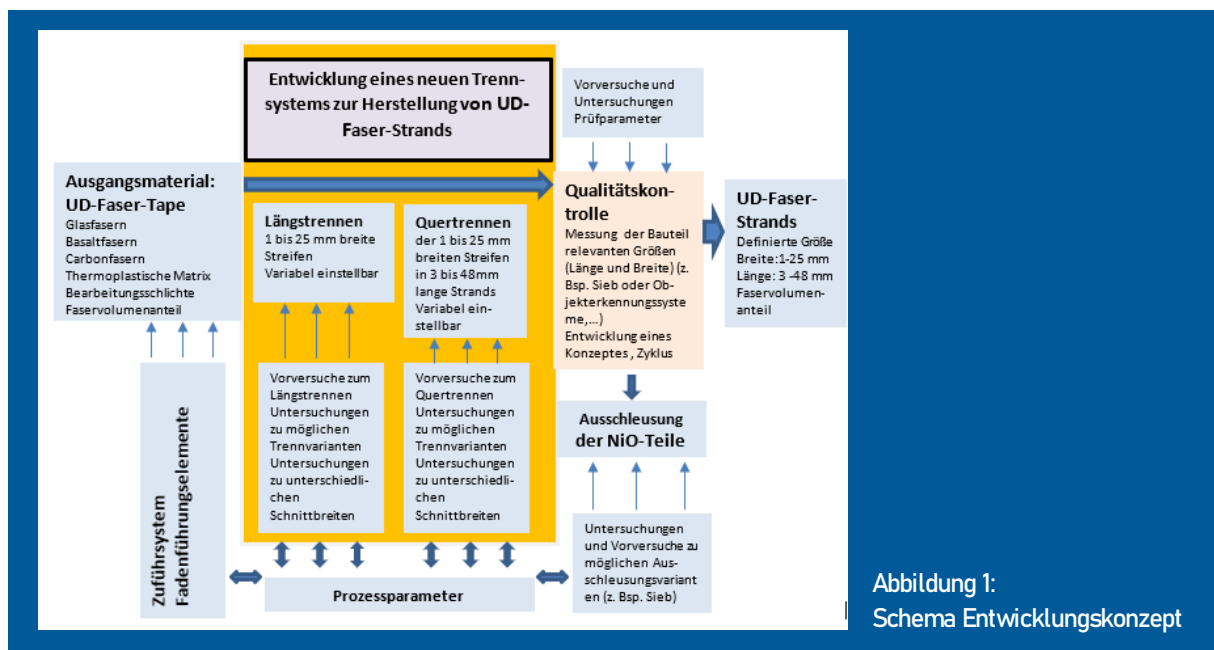 Entwicklung eines neuen Trenn-
systems zur Herstellung von UD-
Faser-Strands
Vorversuche und
Untersuchungen
Prüfparameter
Ausgangsmaterial:
UD-Faser-Tape
Glasfasern
Basaltfasern
Carbonfasern
Thermoplastische Matrix
Bearbeitungsschlichte
Faservolumenanteil
Längstrennen
1 bis 25 mm breite
Streifen
Variabel einstellbar
Quertrennen
der 1 bis 25 mm
breiten Streifen
in 3 bis 48mm
lange Strands
Variabel ein-
stellbar
Qualitätskon-
trolle
Messung der Bauteil
relevanten Größen
(Länge und Breite) (z.
Bsp. Sieb oder Ob-
jekterkennungssyste
me,...)
Entwicklung eines
Konzeptes , Zyklus
UD-Faser-
Strands
Definierte Größe
Breite:1-25 mm
Länge: 3 -48 mm
Faservolumen-
anteil
Zuführsystem
Fadenführungselemente
Vorversuche zum
Längstrennen
Untersuchungen
zu möglichen
Trennvarianten
Untersuchungen
zu unterschiedli-
chen
Schnittbreiten
Vorversuche zum
Quertrennen
Untersuchungen
zu möglichen
Trennvarianten
Untersuchungen
zu unterschiedli-
chen
Schnittbreiten
Ausschleusung
der NiO-Teile
Untersuchungen
und Vorversuche zu
möglichen Aus-
schleusungsvariant
en (z. Bsp. Sieb)
Prozessparameter
Abbildung 1:
Schema Entwicklungskonzept